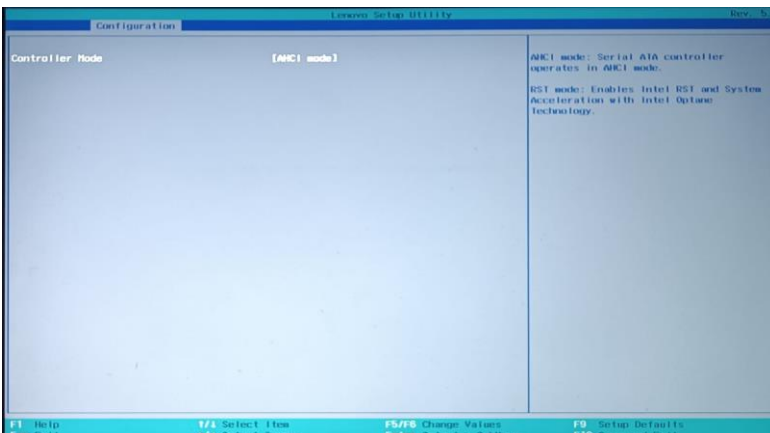 Lenovo Setup Utility
Rev. 5
Configuration
Controller Mode [AHCI mode]
AHCI mode: Serial ATA controller
operates in AHCI mode.
RST mode: Enables Intel RST and System
Acceleration with Intel Optane
Technology.
F1 Help ↑/↓ Select Item F5/F6 Change Values F9 Setup Defaults